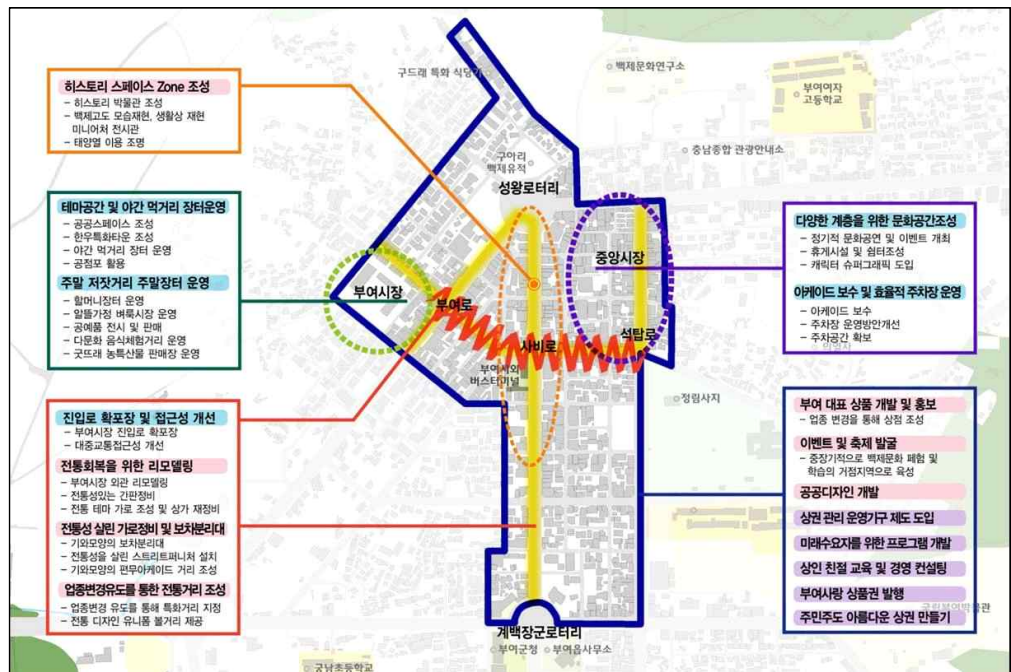 히스토리 스페이스 Zone 조성
– 히스토리 박물관 조성
– 백제고도 모습재현, 생활상 재현
미니어처 전시관
– 태양열 이용 조명
테마공간 및 야간 먹거리 장터운영
– 공공스페이스 조성
– 한우특화타운 조성
– 야간 먹거리 장터 운영
– 공점포 활용
주말 저잣거리 주말장터 운영
– 할머니장터 운영
– 알뜰가정 벼룩시장 운영
– 공예품 전시 및 판매
– 다문화 음식체험거리 운영
– 굿뜨래 농특산물 판매장 운영
진입로 확포장 및 접근성 개선
– 부여시장 진입로 확포장
– 대중교통접근성 개선
전통회복을 위한 리모델링
– 부여시장 외관 리모델링
– 전통성있는 간판정비
– 전통 테마 가로 조성 및 상가 재정비
전통성 살린 가로정비 및 보차분리대
– 기와모양의 보차분리대
– 전통성을 살린 스트리트퍼니처 설치
– 기와모양의 편무아케이드 거리 조성
업종변경유도를 통한 전통거리 조성
– 업종변경 유도를 통해 특화거리 지정
– 전통 디자인 유니폼 볼거리 제공
구드래 특화 식당가
백제문화연구소
부여여자
고등학교
충남종합 관광안내소
구아리
백제유적
성왕로터리
중앙시장
부여시장
부여로
사비로
석탑로
부여시외
버스터미널
정림사지
계백장군로터리
부여군청
부여읍사무소
궁남초등학교
국립부여박물관
다양한 계층을 위한 문화공간조성
– 정기적 문화공연 및 이벤트 개최
– 휴게시설 및 쉼터조성
– 캐릭터 슈퍼그래픽 도입
아케이드 보수 및 효율적 주차장 운영
– 아케이드 보수
– 주차장 운영방안개선
– 주차공간 확보
부여 대표 상품 개발 및 홍보
– 업종 변경을 통해 상점 조성
이벤트 및 축제 발굴
– 중장기적으로 백제문화 폐험 및
학습의 거점지역으로 육성
공공디자인 개발
상권 관리 운영기구 제도 도입
미래수요자를 위한 프로그램 개발
상인 친절 교육 및 경영 컨설팅
부여사랑 상품권 발행
주민주도 아름다운 상권 만들기